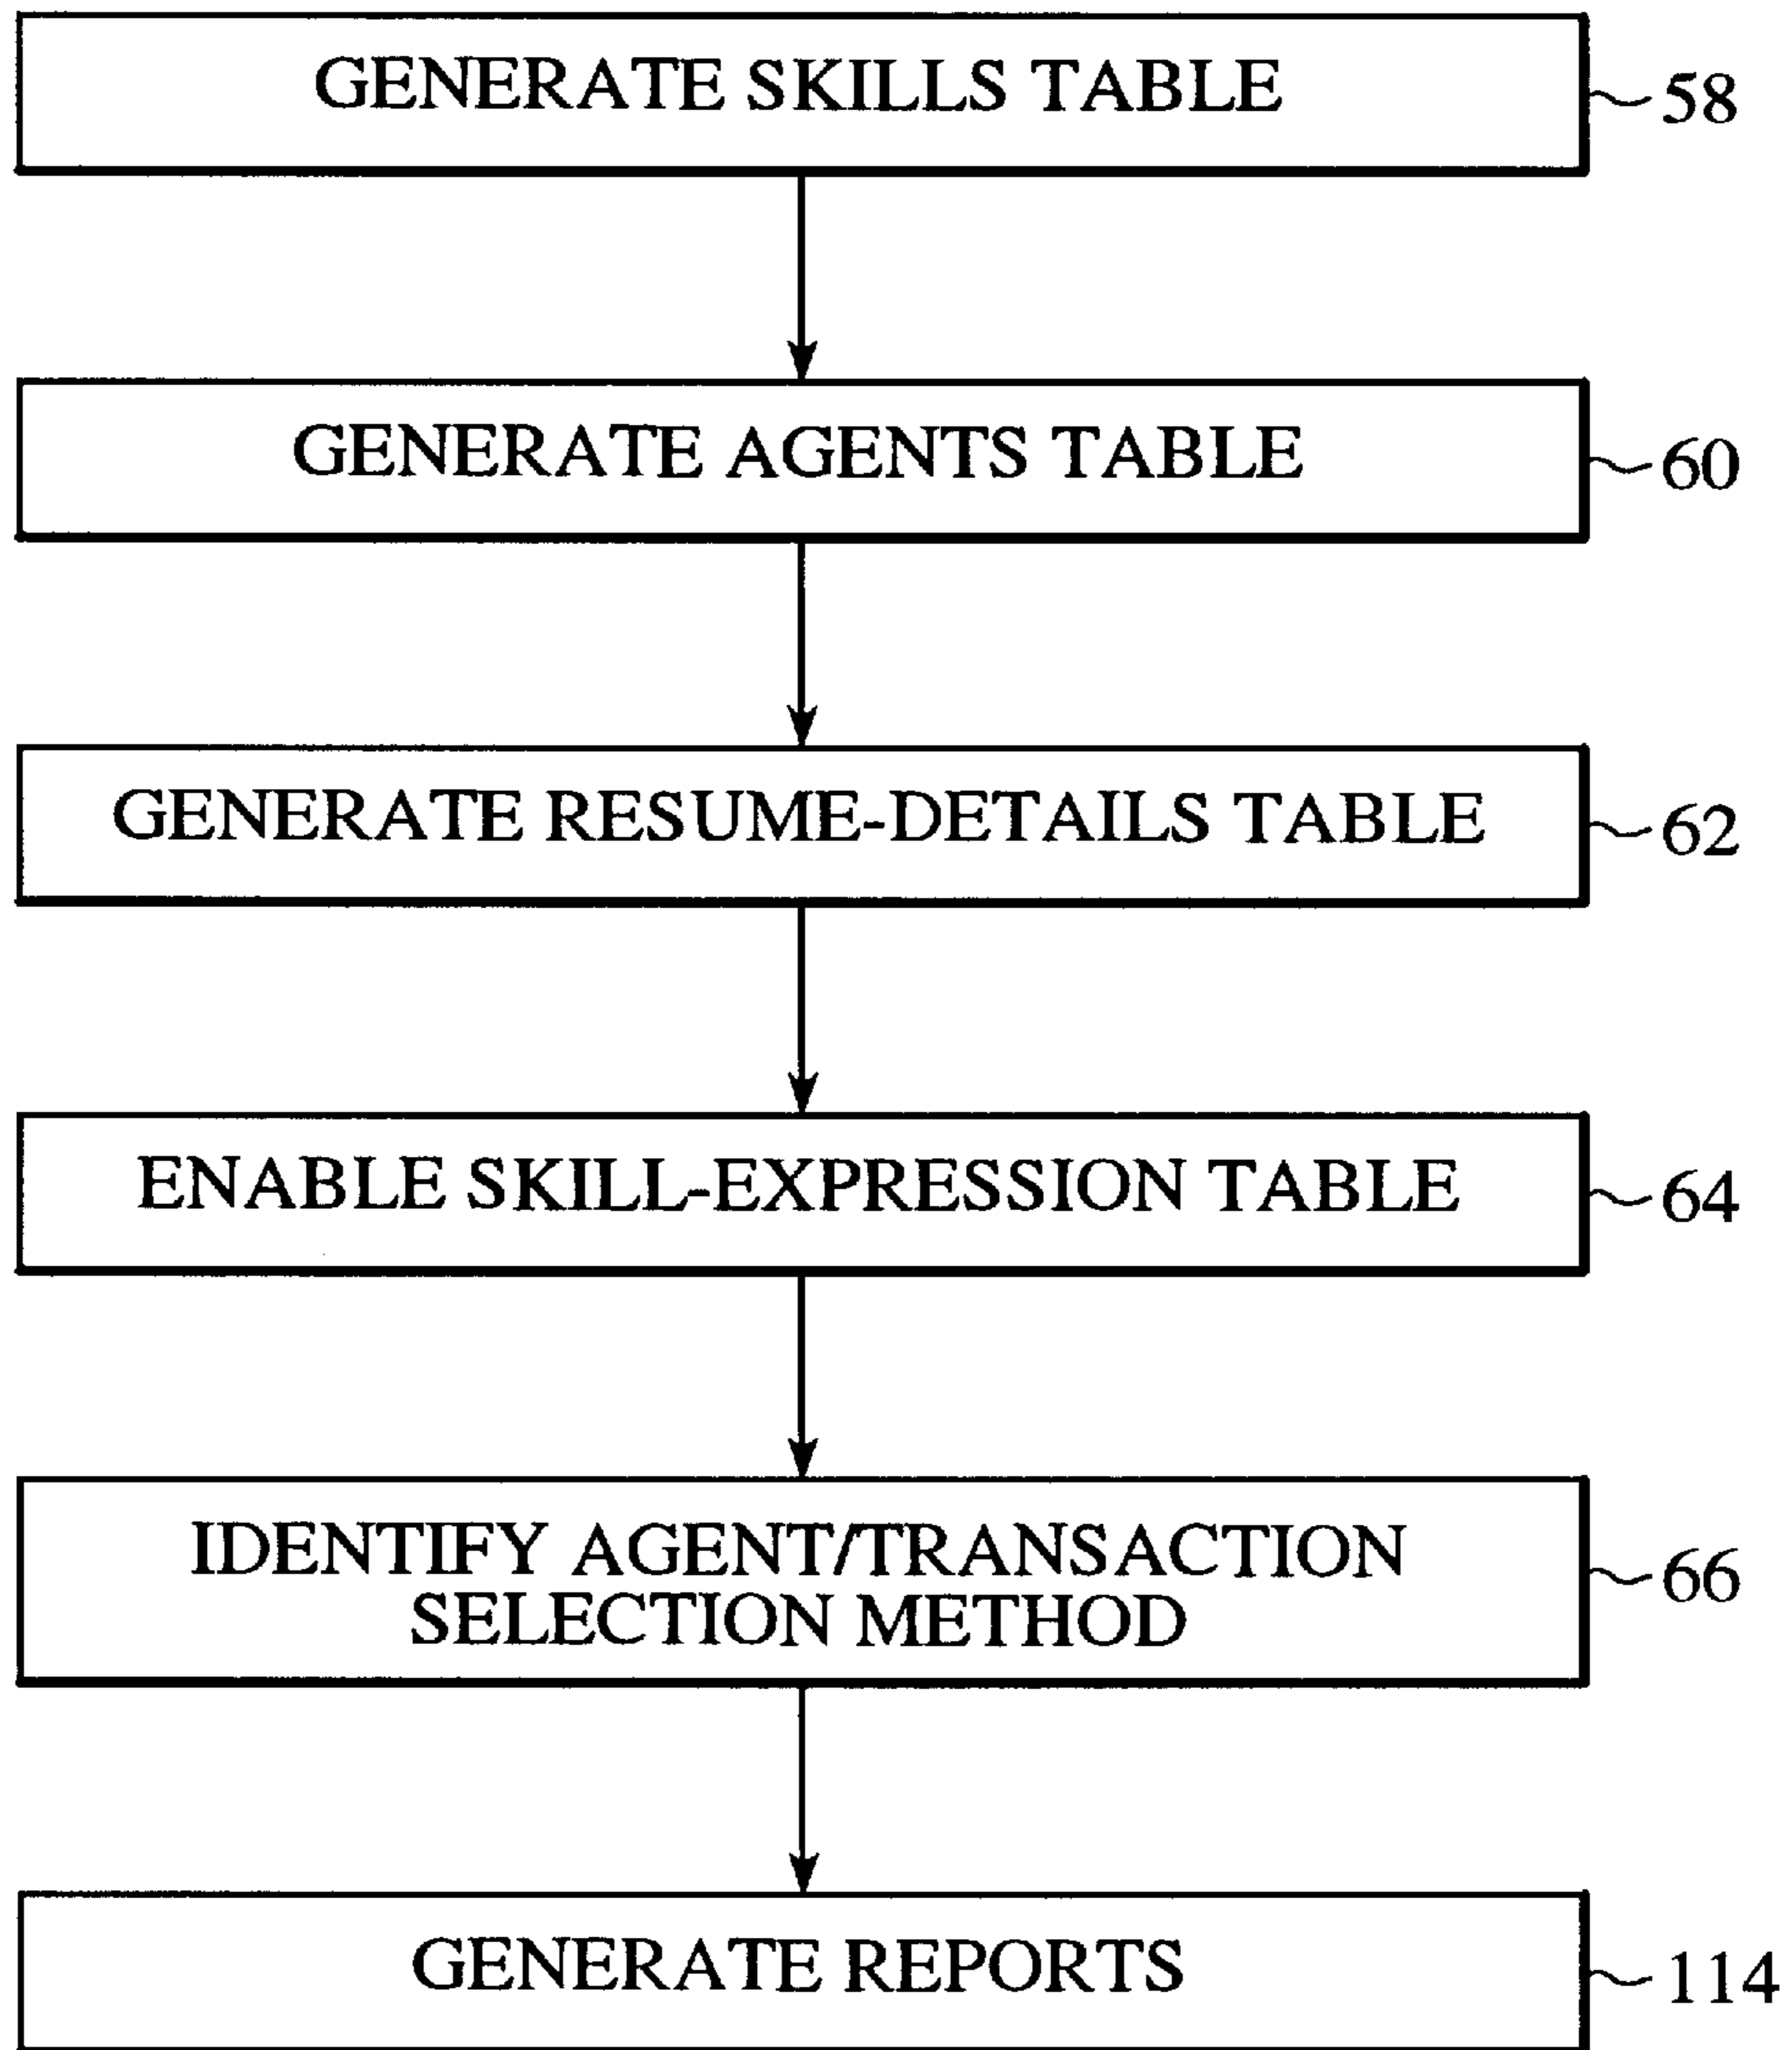 GENERATE SKILLS TABLE
58
GENERATE AGENTS TABLE
60
GENERATE RESUME-DETAILS TABLE
62
ENABLE SKILL-EXPRESSION TABLE
64
IDENTIFY AGENT/TRANSACTION
SELECTION METHOD
66
GENERATE REPORTS
114